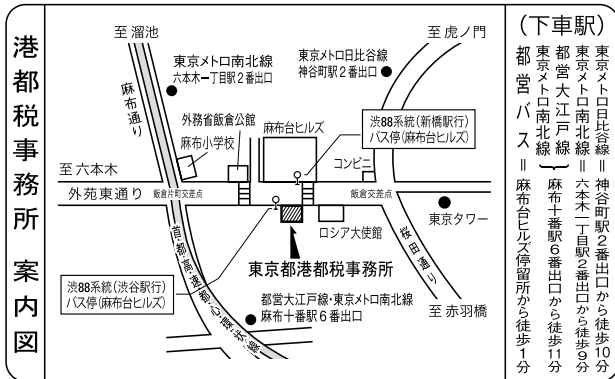 港都税事務所 案内図
至 溜池
東京メトロ南北線
六本木一丁目駅2番出口
麻布通り
外務省飯倉公館
麻布小学校
麻布台ヒルズ
東京メトロ日比谷線
神谷町駅2番出口
至 虎ノ門
渋88系統(新橋駅行)
バス停(麻布台ヒルズ)
コンビニ
至 六本木
外苑東通り
飯倉片町交差点
飯倉交差点
東京タワー
ロシア大使館
桜田通り
東京都港都税事務所
渋88系統(渋谷駅行)
バス停(麻布台ヒルズ)
首・都・高・速・都・心・環・状・線
都営大江戸線・東京メトロ南北線
麻布十番駅6番出口
至 赤羽橋
(下車駅)
東京メトロ日比谷線=神谷町駅2番出口から徒歩10分
東京メトロ南北線=六本木一丁目駅2番出口から徒歩9分
都営大江戸線
東京メトロ南北線
麻布十番駅6番出口から徒歩11分
都営バス=麻布台ヒルズ停留所から徒歩1分